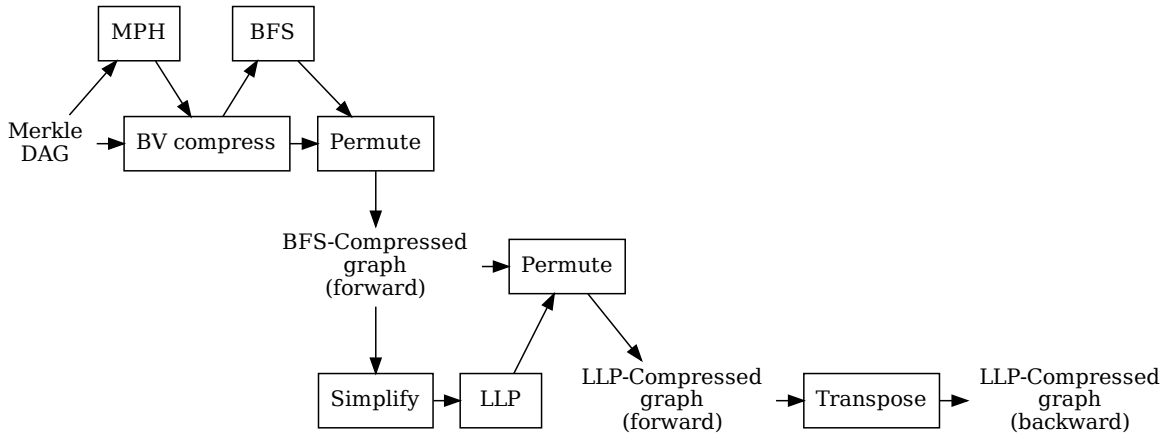 MPH
BFS
Merkle
DAG
BV compress
Permute
BFS-Compressed
graph
(forward)
Permute
Simplify
LLP
LLP-Compressed
graph
(forward)
Transpose
LLP-Compressed
graph
(backward)